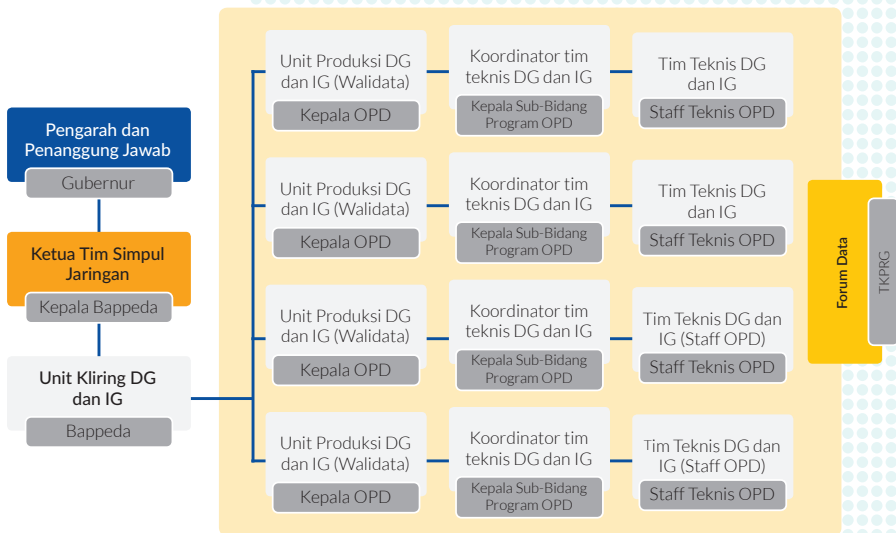 Pengarah dan
Penanggung Jawab
Gubernur
Ketua Tim Simpul
Jaringan
Kepala Bappeda
Unit Kliring DG
dan IG
Bappeda
Unit Produksi DG
dan IG (Walidata)
Kepala OPD
Koordinator tim
teknis DG dan IG
Kepala Sub-Bidang
Program OPD
Tim Teknis DG
dan IG
Staff Teknis OPD
Unit Produksi DG
dan IG (Walidata)
Kepala OPD
Koordinator tim
teknis DG dan IG
Kepala Sub-Bidang
Program OPD
Tim Teknis DG
dan IG
Staff Teknis OPD
Unit Produksi DG
dan IG (Walidata)
Kepala OPD
Koordinator tim
teknis DG dan IG
Kepala Sub-Bidang
Program OPD
Tim Teknis DG dan
IG (Staff OPD)
Staff Teknis OPD
Unit Produksi DG
dan IG (Walidata)
Kepala OPD
Koordinator tim
teknis DG dan IG
Kepala Sub-Bidang
Program OPD
Tim Teknis DG dan
IG (Staff OPD)
Staff Teknis OPD
Forum Data
TKPRG